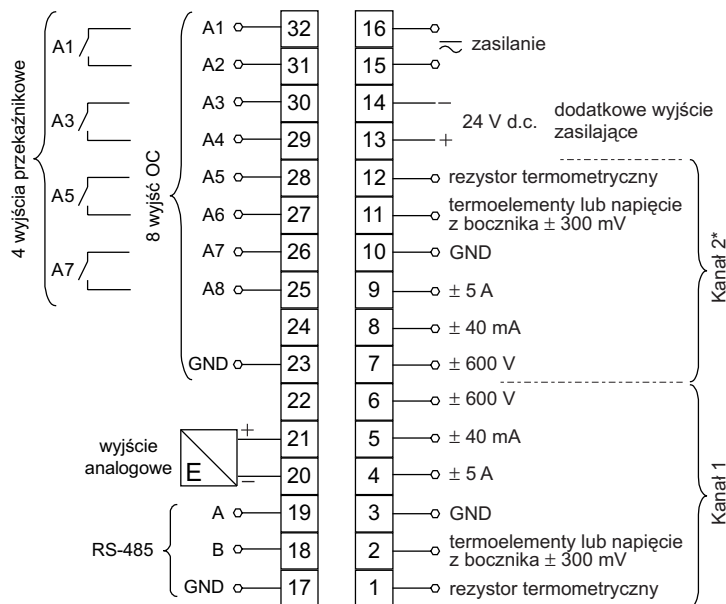 4 wyjścia przekaźnikowe
A1
A3
A5
A7
8 wyjść OC
A1 32
A2 31
A3 30
A4 29
A5 28
A6 27
A7 26
A8 25
24
GND 23
22
wyjście
analogowe
E
+ 21
− 20
RS-485
A 19
B 18
GND 17
16
15
zasilanie
14 −
13 +
24 V d.c.
dodatkowe wyjście
zasilające
12 rezystor termometryczny
11 termoelementy lub napięcie
z bocznika ± 300 mV
10 GND
9 ± 5 A
8 ± 40 mA
7 ± 600 V
Kanał 2*
6 ± 600 V
5 ± 40 mA
4 ± 5 A
3 GND
2 termoelementy lub napięcie
z bocznika ± 300 mV
1 rezystor termometryczny
Kanał 1